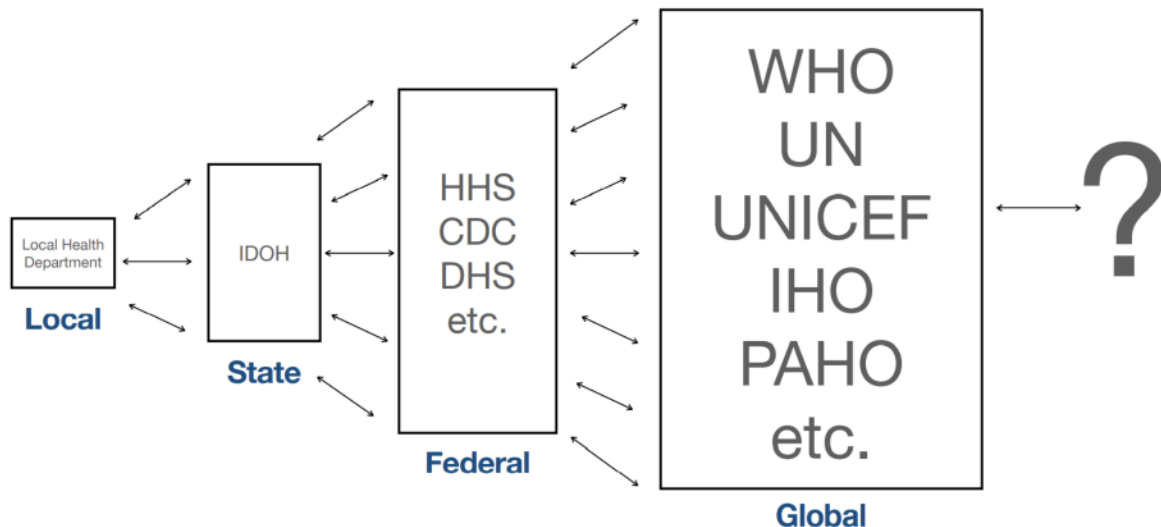 Local Health
Department
Local
IDOH
State
HHS
CDC
DHS
etc.
Federal
WHO
UN
UNICEF
IHO
PAHO
etc.
Global
?